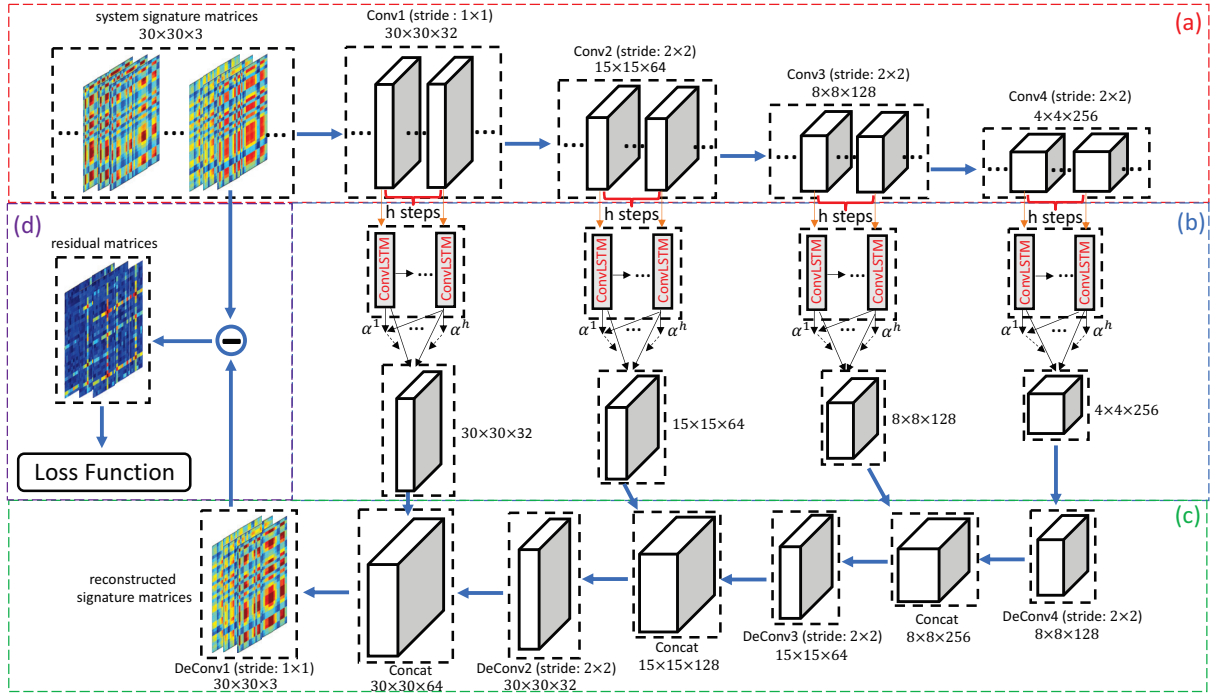 system signature matrices
30×30×3
Conv1 (stride : 1×1)
30×30×32
Conv2 (stride: 2×2)
15×15×64
Conv3 (stride: 2×2)
8×8×128
Conv4 (stride: 2×2)
4×4×256
(a)
h steps
h steps
h steps
h steps
(d)
(b)
residual matrices
ConvLSTM
ConvLSTM
ConvLSTM
ConvLSTM
ConvLSTM
ConvLSTM
ConvLSTM
ConvLSTM
α¹ ... αʰ
α¹ ... αʰ
α¹ ... αʰ
α¹ ... αʰ
30×30×32
15×15×64
8×8×128
4×4×256
Loss Function
(c)
reconstructed
signature matrices
DeConv1 (stride: 1×1)
30×30×3
Concat
30×30×64
DeConv2 (stride: 2×2)
30×30×32
Concat
15×15×128
DeConv3 (stride: 2×2)
15×15×64
Concat
8×8×256
DeConv4 (stride: 2×2)
8×8×128